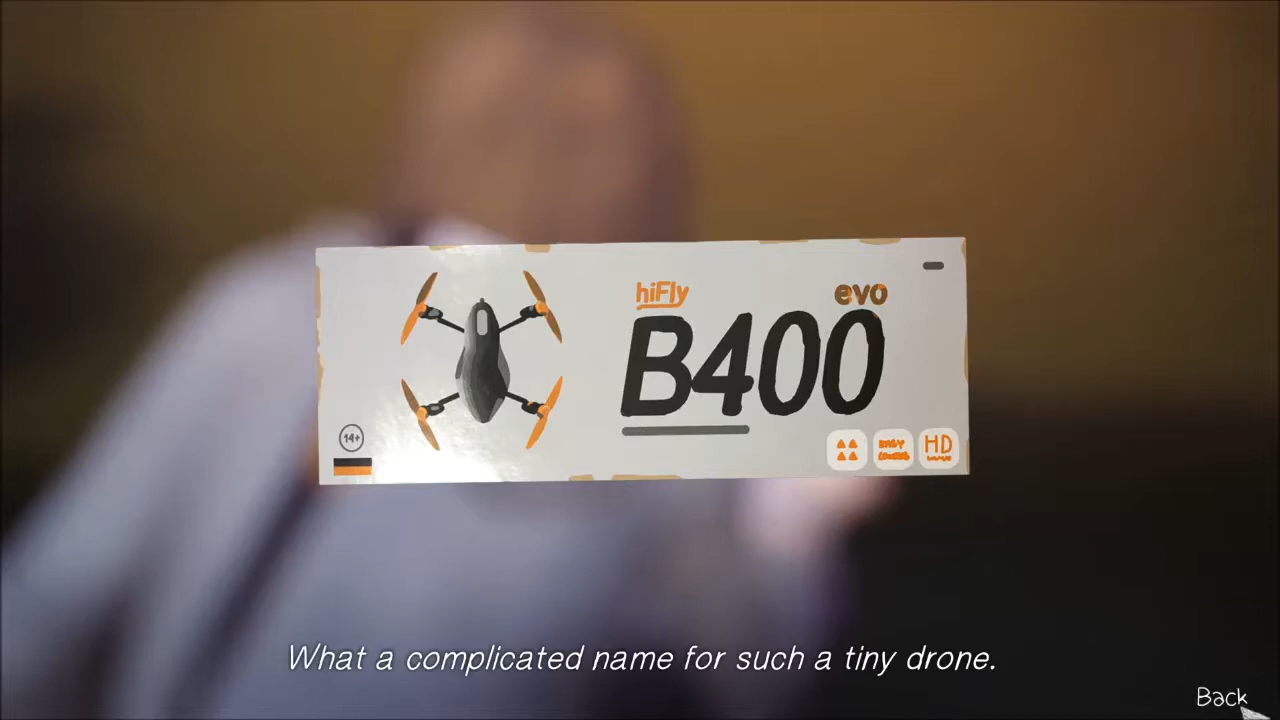 hiFly
evo
B400
14+
HD
What a complicated name for such a tiny drone.
Back